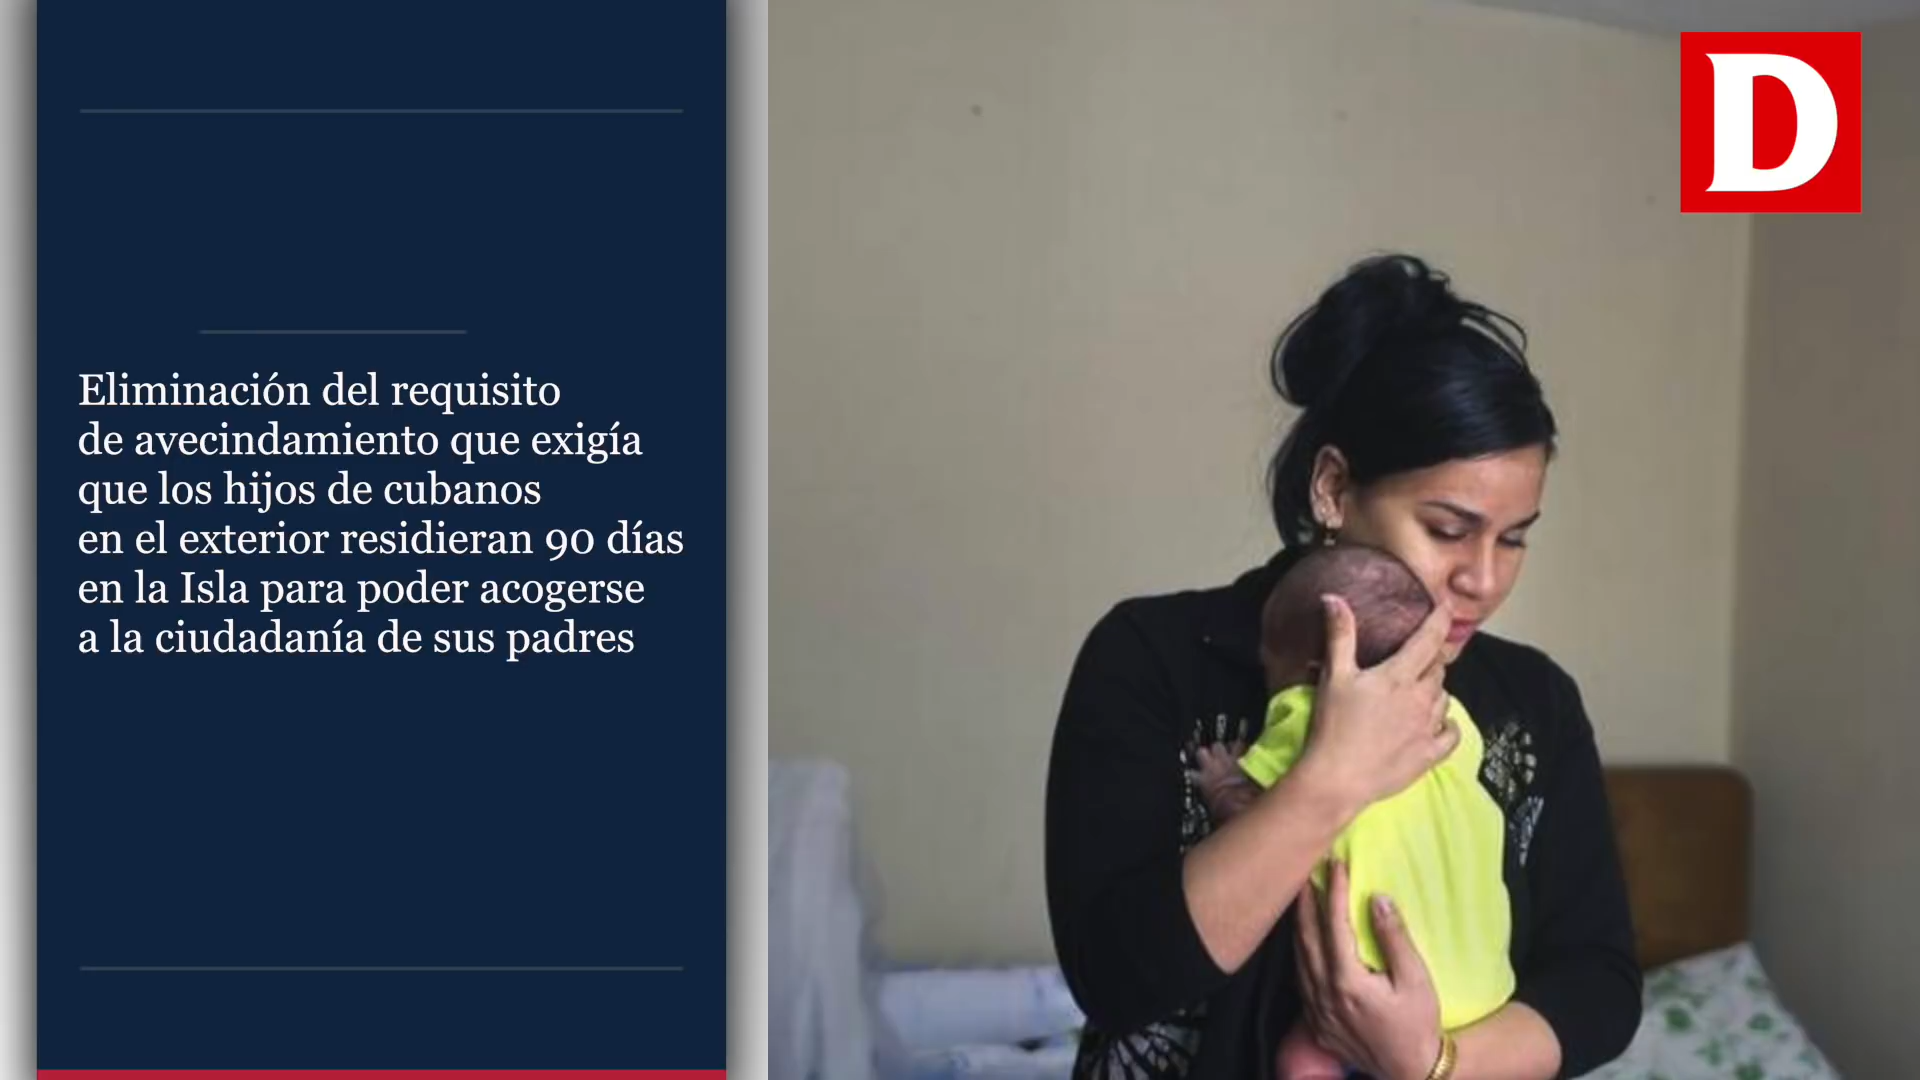 Eliminación del requisito
de avecindamiento que exigía
que los hijos de cubanos
en el exterior residieran 90 días
en la Isla para poder acogerse
a la ciudadanía de sus padres
D